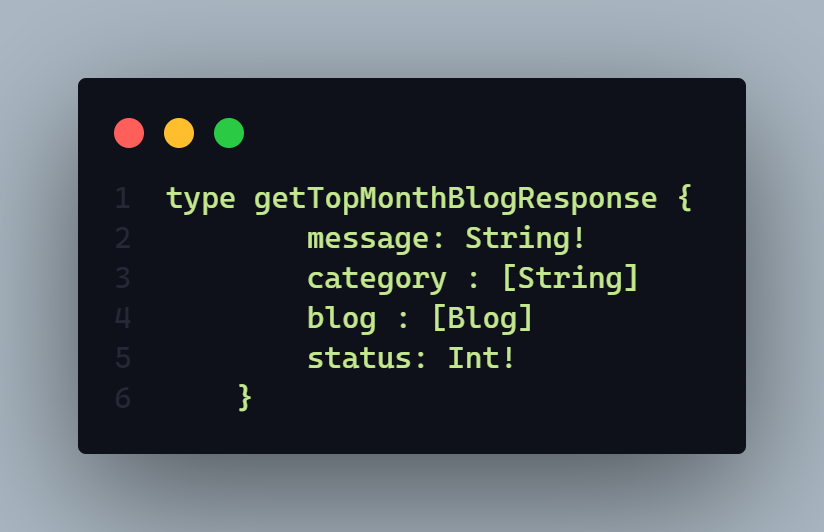 1 type getTopMonthBlogResponse {
2 message: String!
3 category : [String]
4 blog : [Blog]
5 status: Int!
6 }